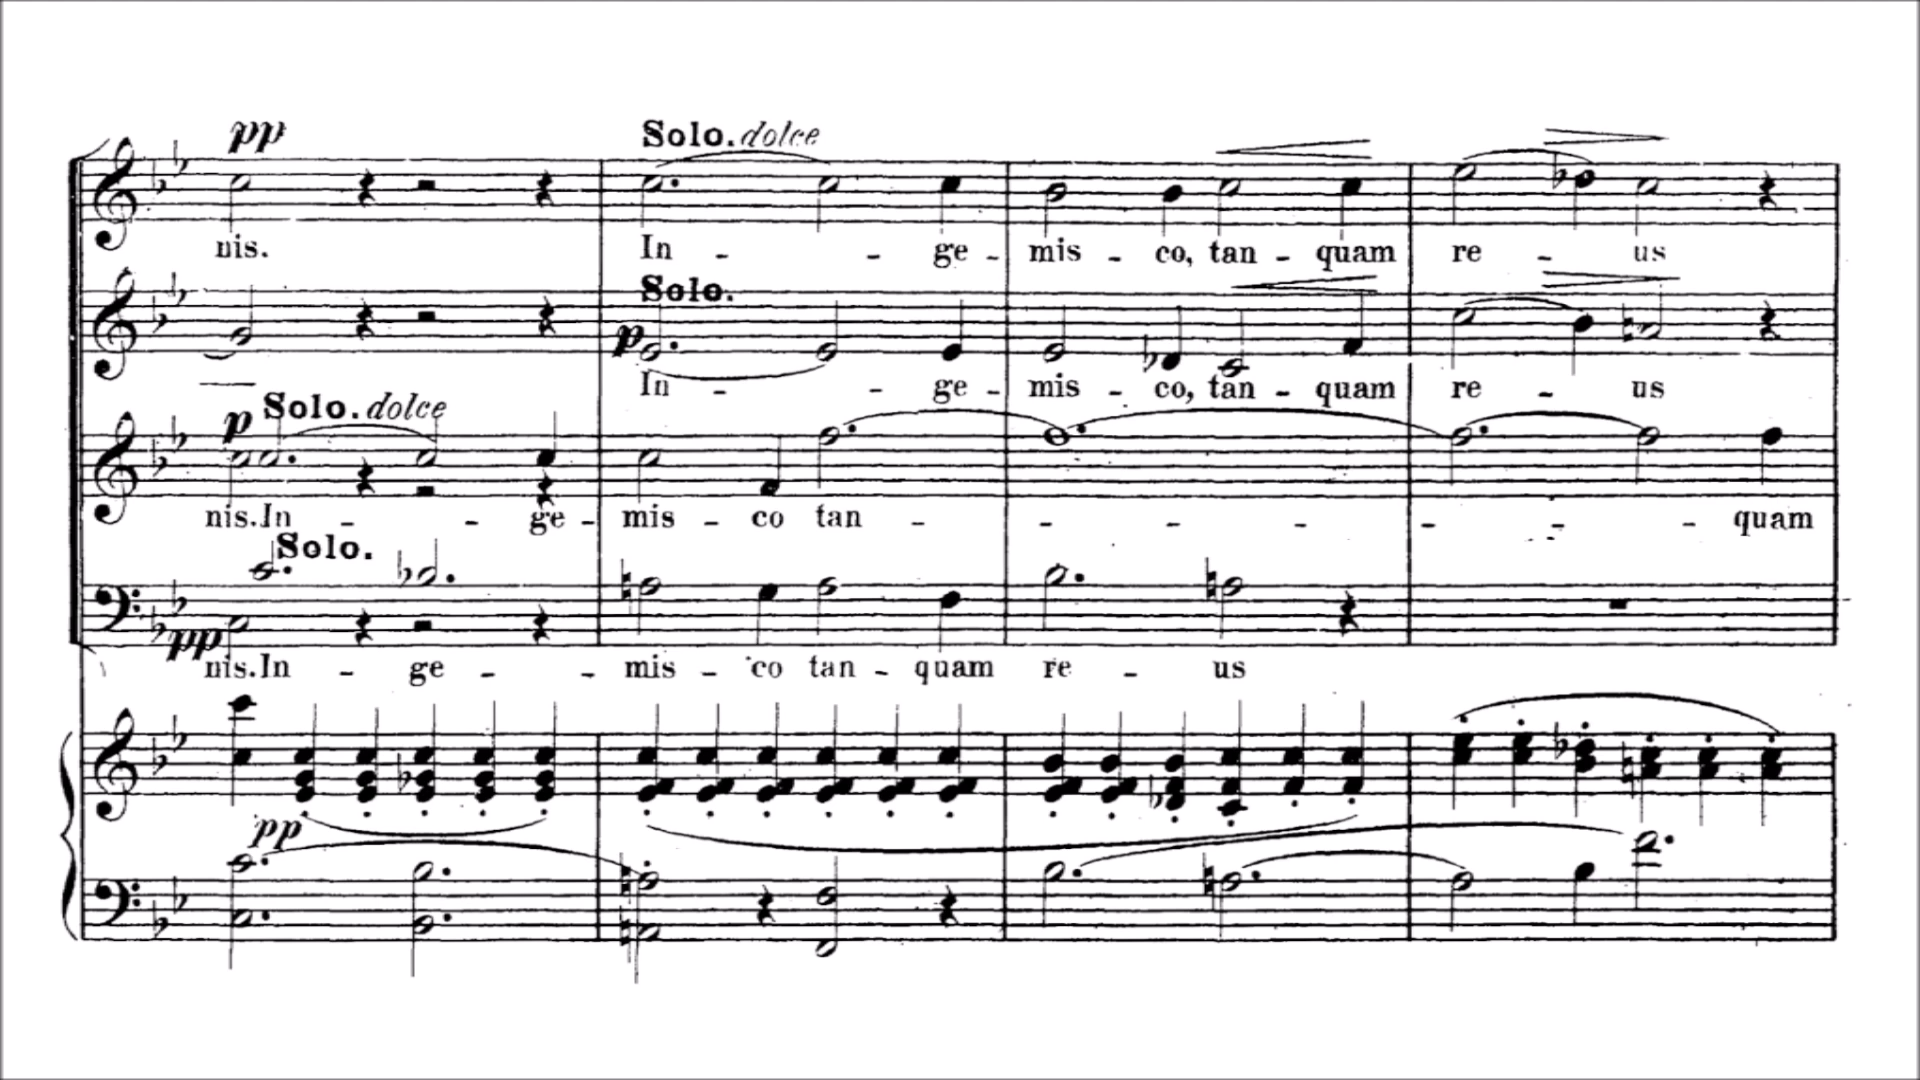 pp Solo. dolce
nis. In - - ge - mis - co, tan - quam re - us
Solo.
p
In - - ge - mis - co, tan - quam re - us
p Solo. dolce
nis. In - - ge - mis - co tan - - - - - - - - quam
Solo.
pp
nis. In - ge - - mis - co tan - quam re - us
pp